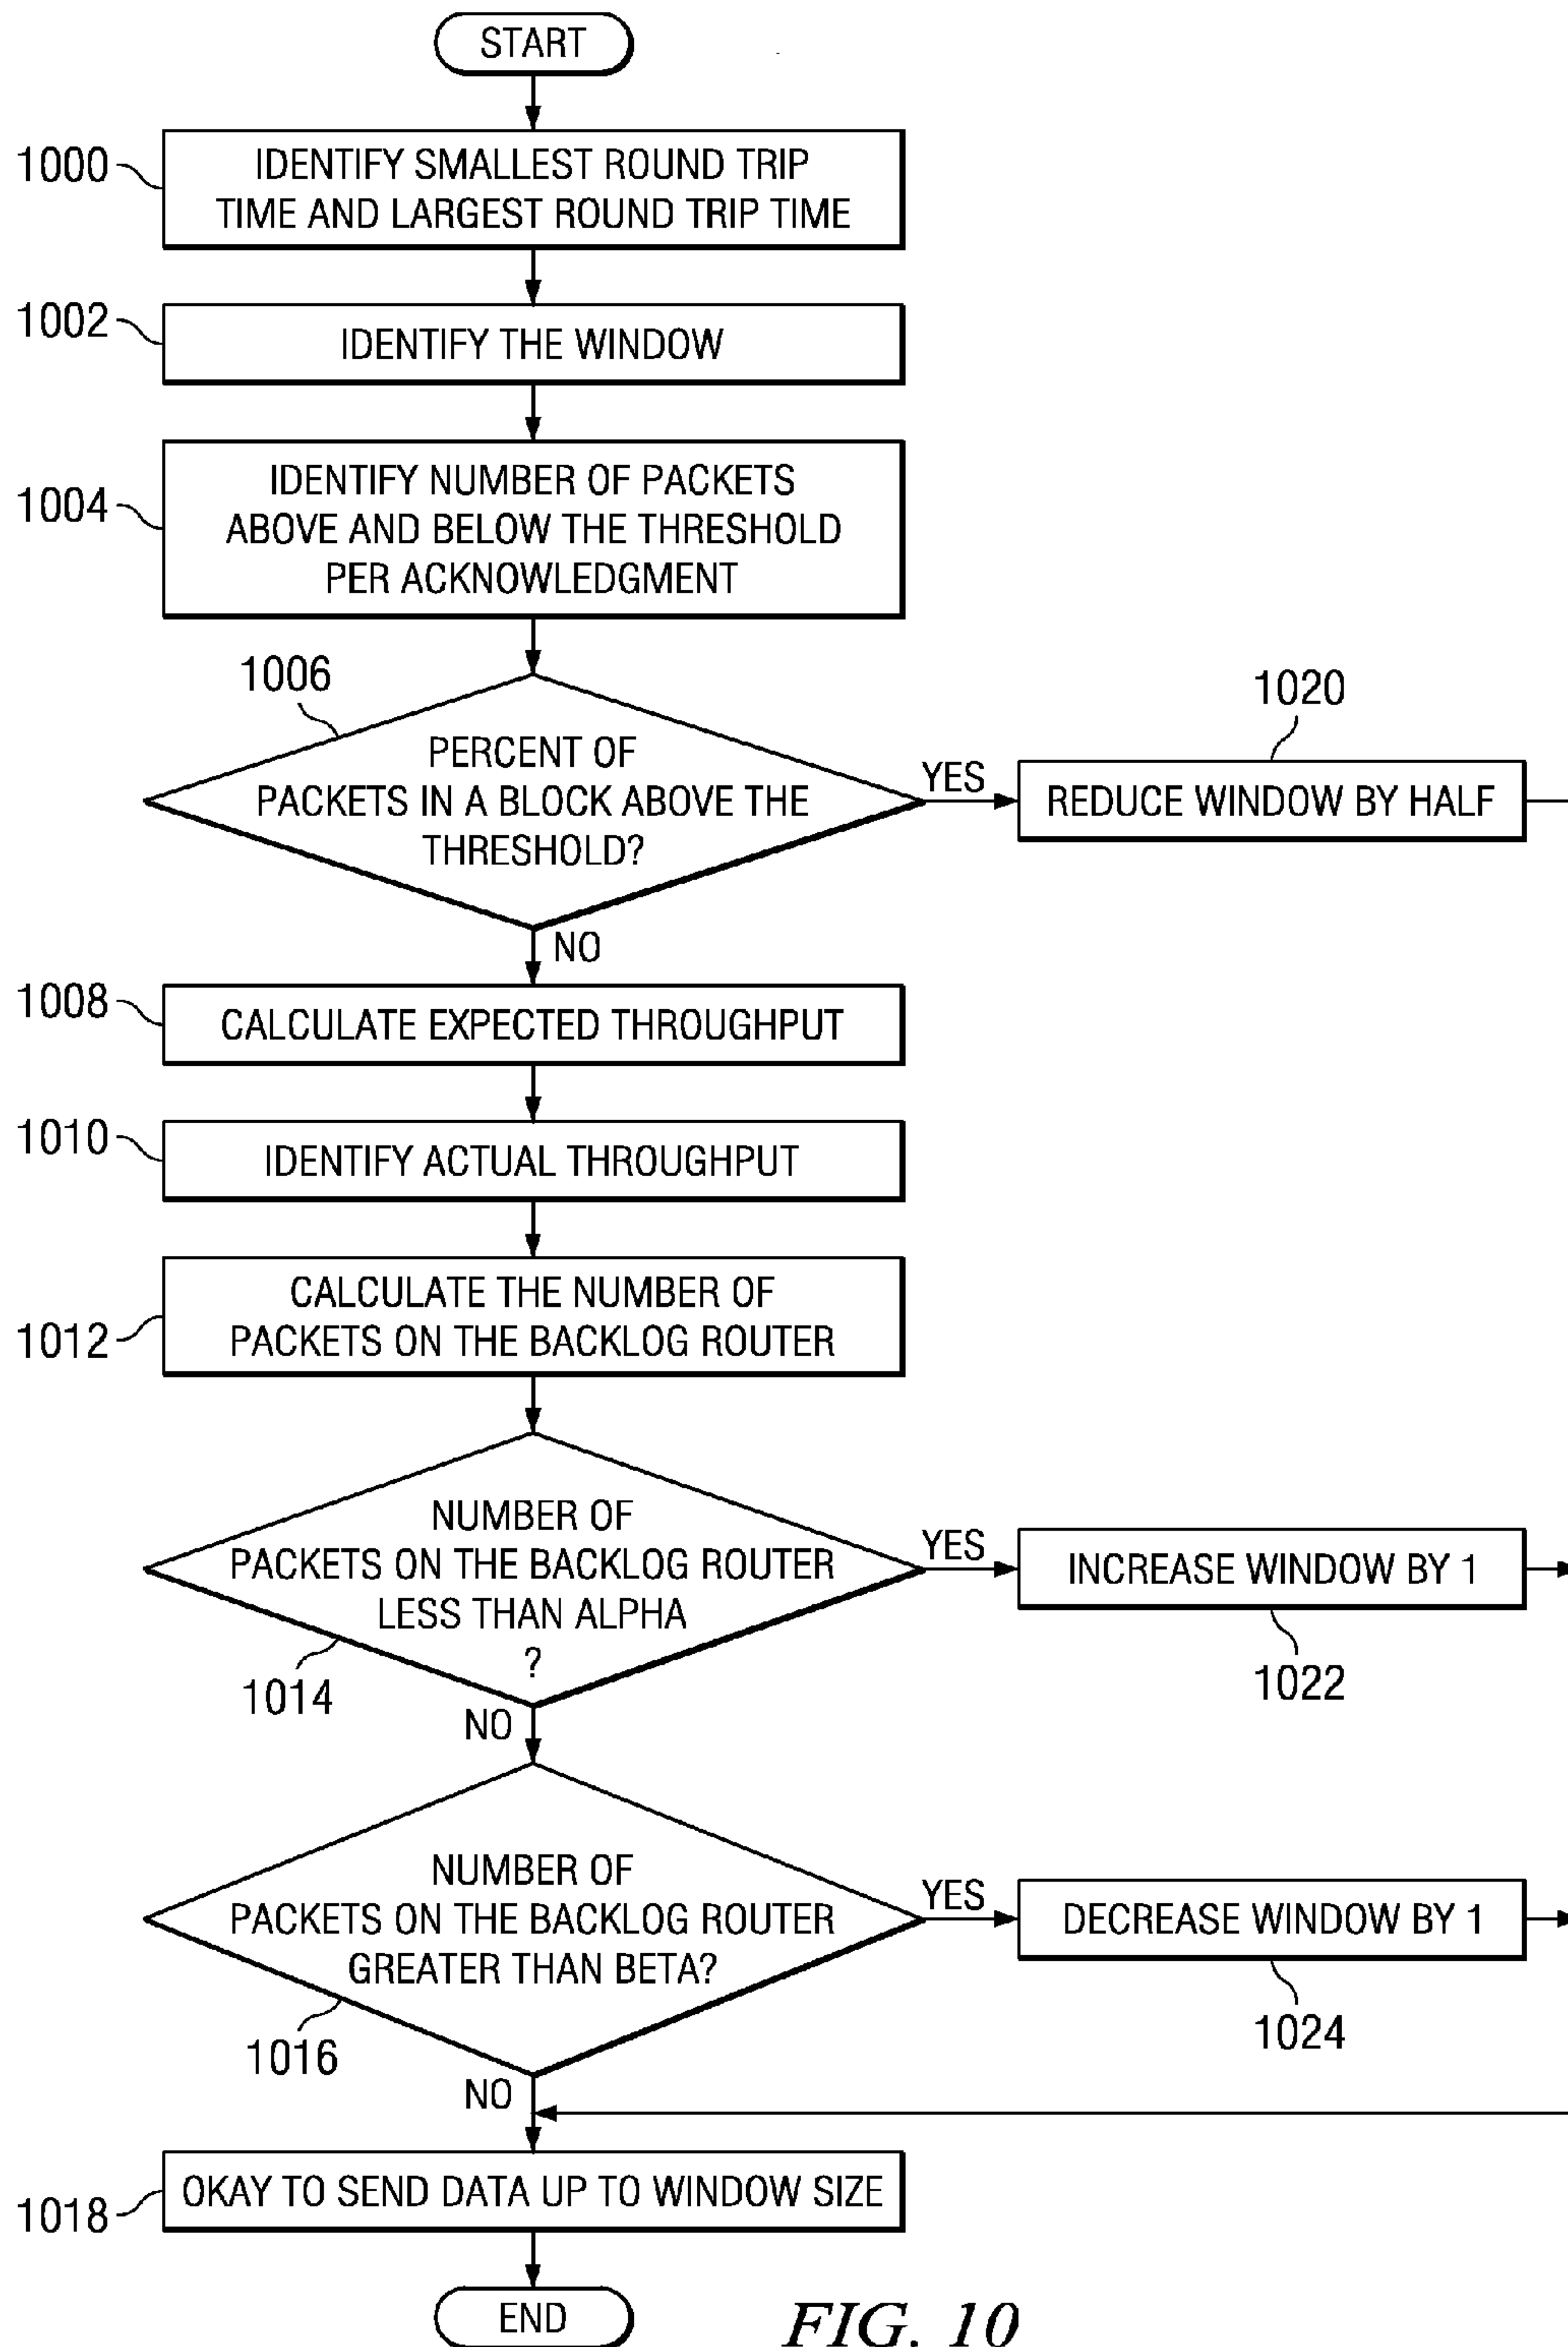 START
1000
IDENTIFY SMALLEST ROUND TRIP
TIME AND LARGEST ROUND TRIP TIME
1002
IDENTIFY THE WINDOW
1004
IDENTIFY NUMBER OF PACKETS
ABOVE AND BELOW THE THRESHOLD
PER ACKNOWLEDGMENT
1006
PERCENT OF
PACKETS IN A BLOCK ABOVE THE
THRESHOLD?
YES
1020
REDUCE WINDOW BY HALF
NO
1008
CALCULATE EXPECTED THROUGHPUT
1010
IDENTIFY ACTUAL THROUGHPUT
1012
CALCULATE THE NUMBER OF
PACKETS ON THE BACKLOG ROUTER
NUMBER OF
PACKETS ON THE BACKLOG ROUTER
LESS THAN ALPHA
?
1014
YES
INCREASE WINDOW BY 1
1022
NO
NUMBER OF
PACKETS ON THE BACKLOG ROUTER
GREATER THAN BETA?
1016
YES
DECREASE WINDOW BY 1
1024
NO
1018
OKAY TO SEND DATA UP TO WINDOW SIZE
END
FIG. 10